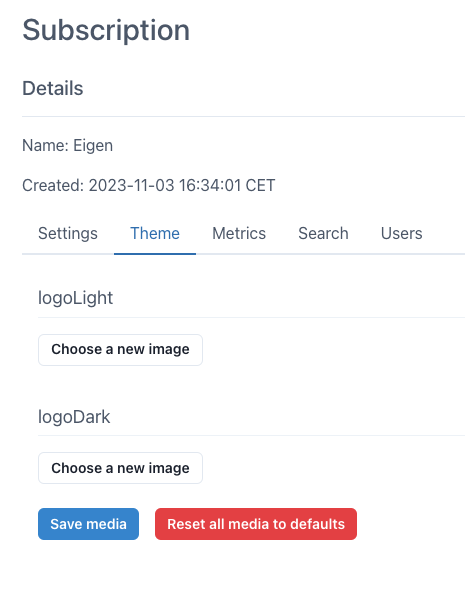 Subscription
Details
Name: Eigen
Created: 2023-11-03 16:34:01 CET
Settings Theme Metrics Search Users
logoLight
Choose a new image
logoDark
Choose a new image
Save media Reset all media to defaults